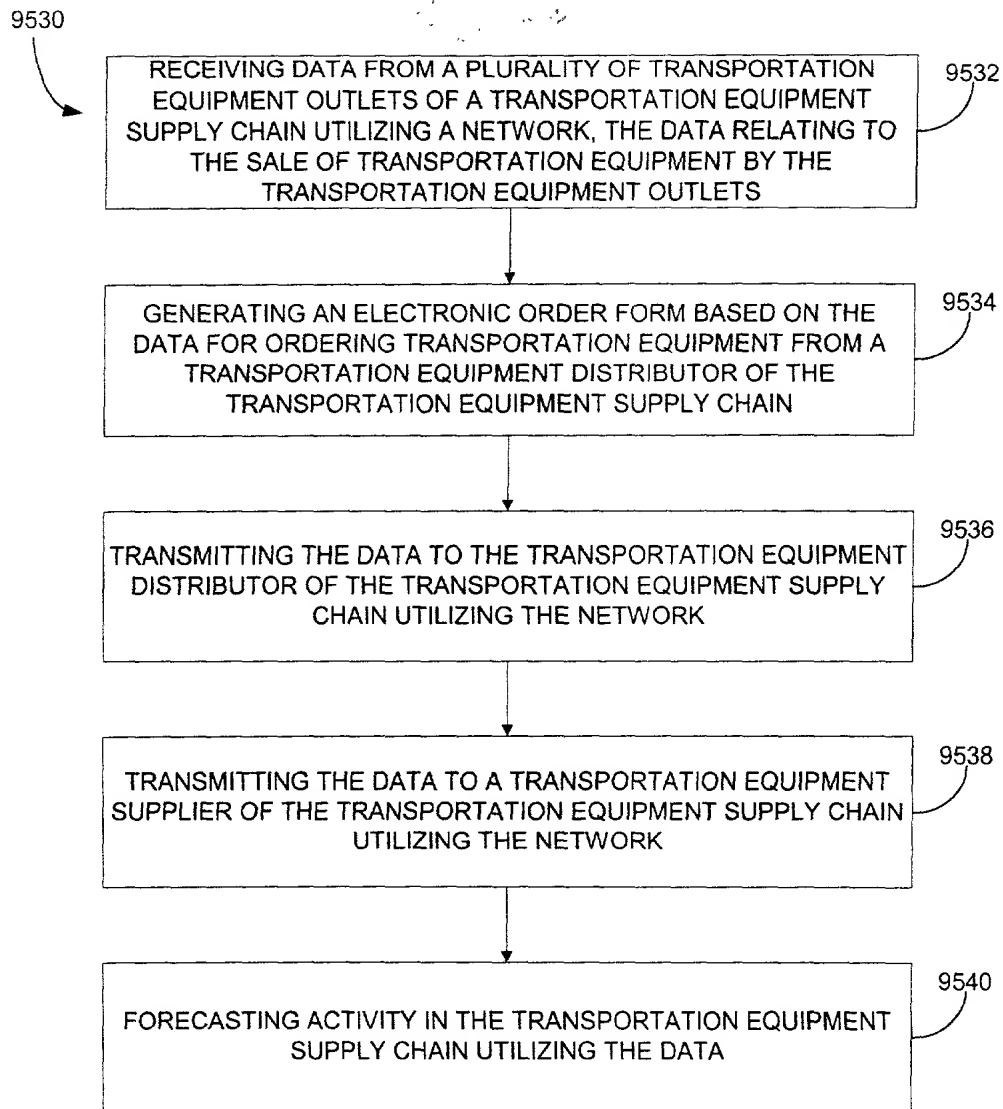 9530
RECEIVING DATA FROM A PLURALITY OF TRANSPORTATION
EQUIPMENT OUTLETS OF A TRANSPORTATION EQUIPMENT
SUPPLY CHAIN UTILIZING A NETWORK, THE DATA RELATING TO
THE SALE OF TRANSPORTATION EQUIPMENT BY THE
TRANSPORTATION EQUIPMENT OUTLETS
9532
GENERATING AN ELECTRONIC ORDER FORM BASED ON THE
DATA FOR ORDERING TRANSPORTATION EQUIPMENT FROM A
TRANSPORTATION EQUIPMENT DISTRIBUTOR OF THE
TRANSPORTATION EQUIPMENT SUPPLY CHAIN
9534
TRANSMITTING THE DATA TO THE TRANSPORTATION EQUIPMENT
DISTRIBUTOR OF THE TRANSPORTATION EQUIPMENT SUPPLY
CHAIN UTILIZING THE NETWORK
9536
TRANSMITTING THE DATA TO A TRANSPORTATION EQUIPMENT
SUPPLIER OF THE TRANSPORTATION EQUIPMENT SUPPLY CHAIN
UTILIZING THE NETWORK
9538
FORECASTING ACTIVITY IN THE TRANSPORTATION EQUIPMENT
SUPPLY CHAIN UTILIZING THE DATA
9540